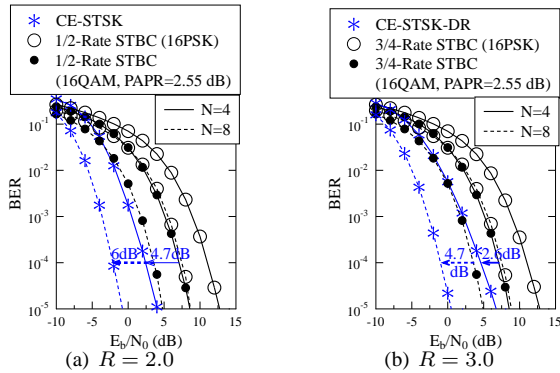 CE-STSK
1/2-Rate STBC (16PSK)
1/2-Rate STBC
(16QAM, PAPR=2.55 dB)
N=4
N=8
10^-1
10^-2
10^-3
10^-4
10^-5
BER
6dB
4.7dB
-10 -5 0 5 10 15
E_b/N_0 (dB)
(a) R = 2.0
CE-STSK-DR
3/4-Rate STBC (16PSK)
3/4-Rate STBC
(16QAM, PAPR=2.55 dB)
N=4
N=8
10^-1
10^-2
10^-3
10^-4
10^-5
BER
4.7
dB
2.6dB
-10 -5 0 5 10 15
E_b/N_0 (dB)
(b) R = 3.0